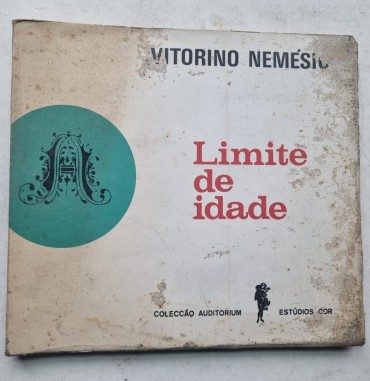 VITORINO NEMÉSIO
A
Limite
de
idade
COLECÇÃO AUDITORIUM
ESTÚDIOS COR